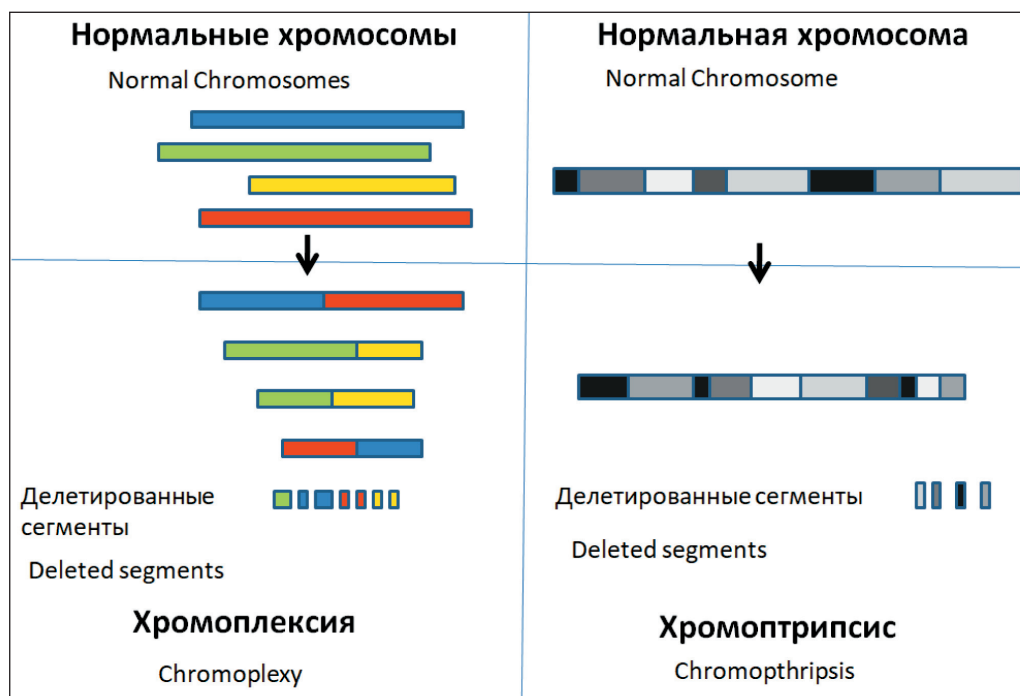 Нормальные хромосомы
Normal Chromosomes
Делетированные
сегменты
Deleted segments
Хромоплексия
Chromoplexy
Нормальная хромосома
Normal Chromosome
Делетированные сегменты
Deleted segments
Хромоптрипсис
Chromopthripsis